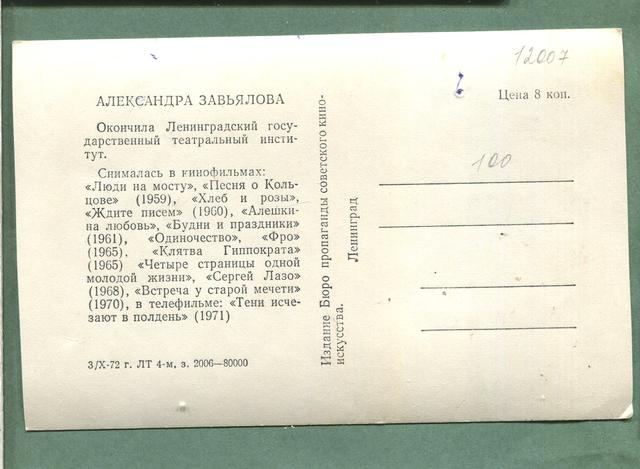 АЛЕКСАНДРА ЗАВЬЯЛОВА
Окончила Ленинградский госу-
дарственный театральный инсти-
тут.
Снималась в кинофильмах:
«Люди на мосту», «Песня о Коль-
цове» (1959), «Хлеб и розы»,
«Ждите писем» (1960), «Алешки-
на любовь», «Будни и праздники»
(1961), «Одиночество», «Фро»
(1965), «Клятва Гиппократа»
(1965) «Четыре страницы одной
молодой жизни», «Сергей Лазо»
(1968), «Встреча у старой мечети»
(1970), в телефильме: «Тени исче-
зают в полдень» (1971)
3/X-72 г. ЛТ 4-м, з. 2006—80000
Издание Бюро пропаганды советского кино-
искусства.
Ленинград
12007
Цена 8 коп.
100